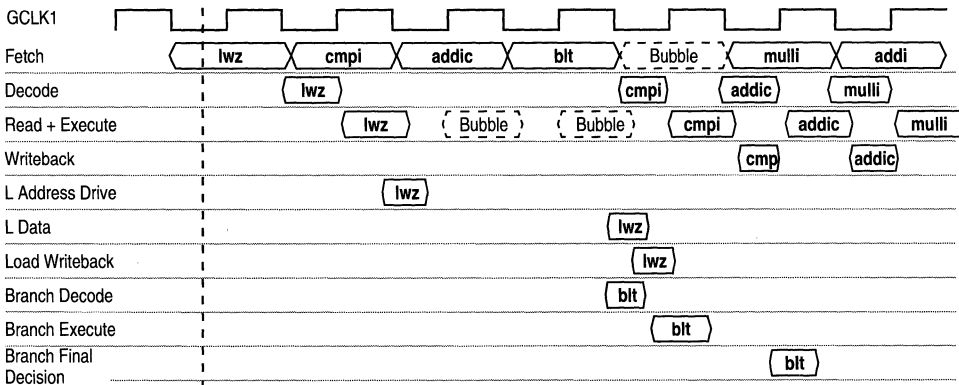 GCLK1
Fetch lwz cmpi addic blt Bubble mulli addi
Decode lwz cmpi addic mulli
Read + Execute lwz Bubble Bubble cmpi addic mulli
Writeback cmp addic
L Address Drive lwz
L Data lwz
Load Writeback lwz
Branch Decode blt
Branch Execute blt
Branch Final
Decision blt